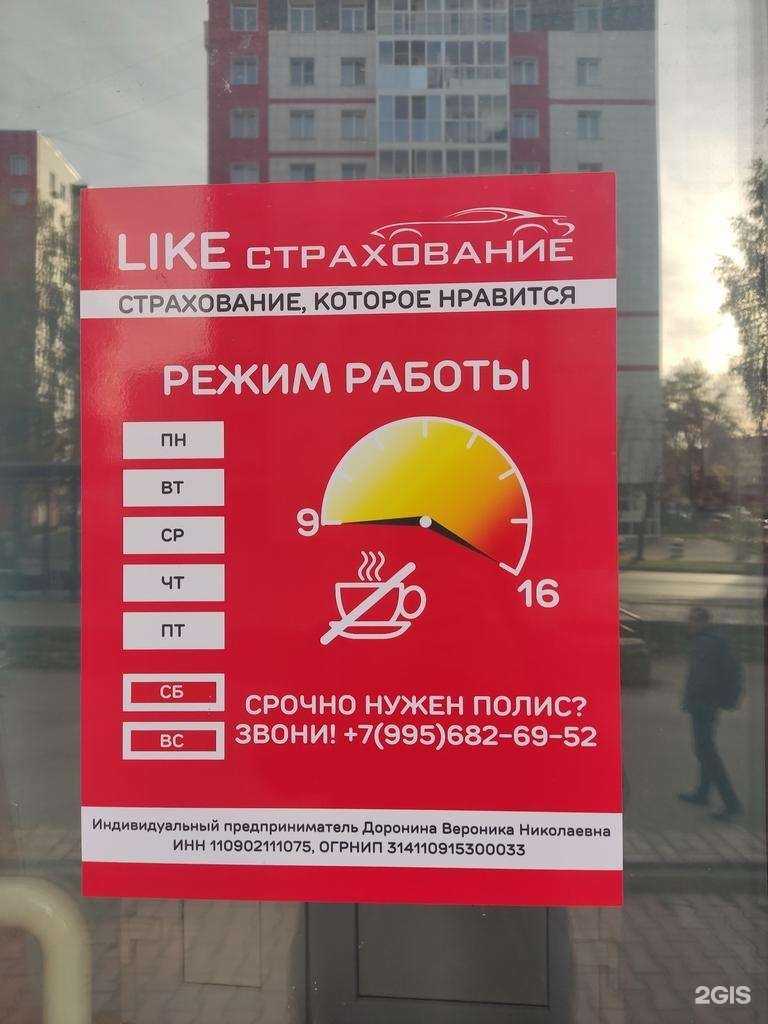 LIKE СТРАХОВАНИЕ
СТРАХОВАНИЕ, КОТОРОЕ НРАВИТСЯ
РЕЖИМ РАБОТЫ
ПН
ВТ
СР
ЧТ
ПТ
СБ
ВС
9
16
СРОЧНО НУЖЕН ПОЛИС?
ЗВОНИ! +7(995)682-69-52
Индивидуальный предприниматель Доронина Вероника Николаевна
ИНН 110902111075, ОГРНИП 314110915300033
2GIS